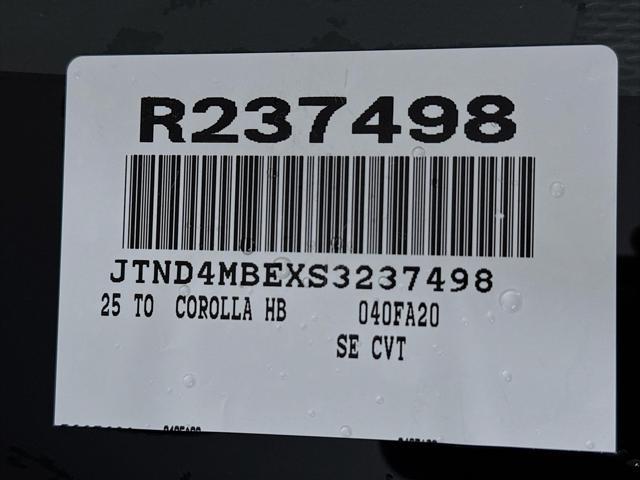 R237498
JTND4MBEXS3237498
25 TO COROLLA HB 040FA20
SE CVT